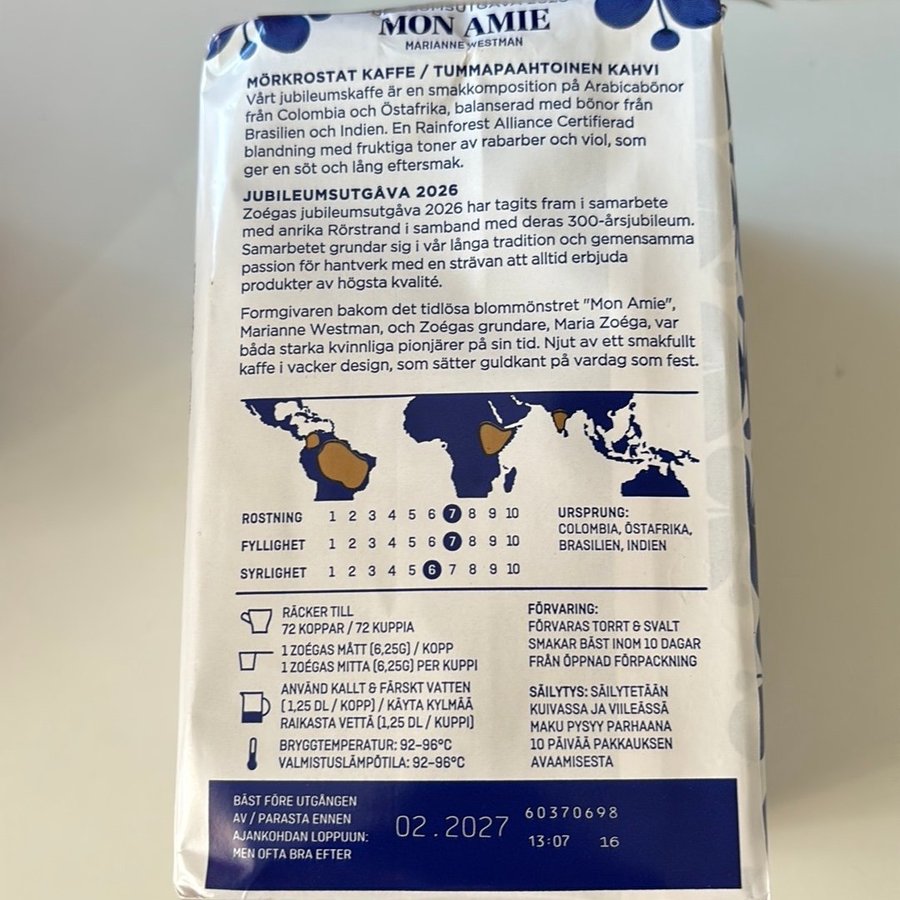 MON AMIE
MARIANNE WESTMAN
MÖRKROSTAT KAFFE / TUMMAPAAHTOINEN KAHVI
Vårt jubileumskaffe är en smakkomposition på Arabicabönor
från Colombia och Östafrika, balanserad med bönor från
Brasilien och Indien. En Rainforest Alliance Certifierad
blandning med fruktiga toner av rabarber och viol, som
ger en söt och lång eftersmak.
JUBILEUMSUTGÅVA 2026
Zoégas jubileumsutgåva 2026 har tagits fram i samarbete
med anrika Rörstrand i samband med deras 300-årsjubileum.
Samarbetet grundar sig i vår långa tradition och gemensamma
passion för hantverk med en strävan att alltid erbjuda
produkter av högsta kvalité.
Formgivaren bakom det tidlösa blommönstret "Mon Amie",
Marianne Westman, och Zoégas grundare, Maria Zoéga, var
båda starka kvinnliga pionjärer på sin tid. Njut av ett smakfullt
kaffe i vacker design, som sätter guldkant på vardag som fest.
ROSTNING 1 2 3 4 5 6 7 8 9 10
FYLLIGHET 1 2 3 4 5 6 7 8 9 10
SYRLIGHET 1 2 3 4 5 6 7 8 9 10
URSPRUNG:
COLOMBIA, ÖSTAFRIKA,
BRASILIEN, INDIEN
RÄCKER TILL
72 KOPPAR / 72 KUPPIA
1 ZOÉGAS MÅTT (6,25G) / KOPP
1 ZOÉGAS MITTA (6,25G) PER KUPPI
ANVÄND KALLT & FÄRSKT VATTEN
(1,25 DL / KOPP) / KÄYTA KYLMÄÄ
RAIKASTA VETTÄ (1,25 DL / KUPPI)
BRYGGTEMPERATUR: 92–96°C
VALMISTUSLÄMPÖTILA: 92–96°C
FÖRVARING:
FÖRVARAS TORRT & SVALT
SMAKAR BÄST INOM 10 DAGAR
FRÅN ÖPPNAD FÖRPACKNING
SÄILYTYS: SÄILYTETÄÄN
KUIVASSA JA VIILEÄSSÄ
MAKU PYSYY PARHAANA
10 PÄIVÄÄ PAKKAUKSEN
AVAAMISESTA
BÄST FÖRE UTGÅNGEN
AV / PARASTA ENNEN
AJANKOHDAN LOPPUUN:
MEN OFTA BRA EFTER
02.2027
60370698
13:07 16